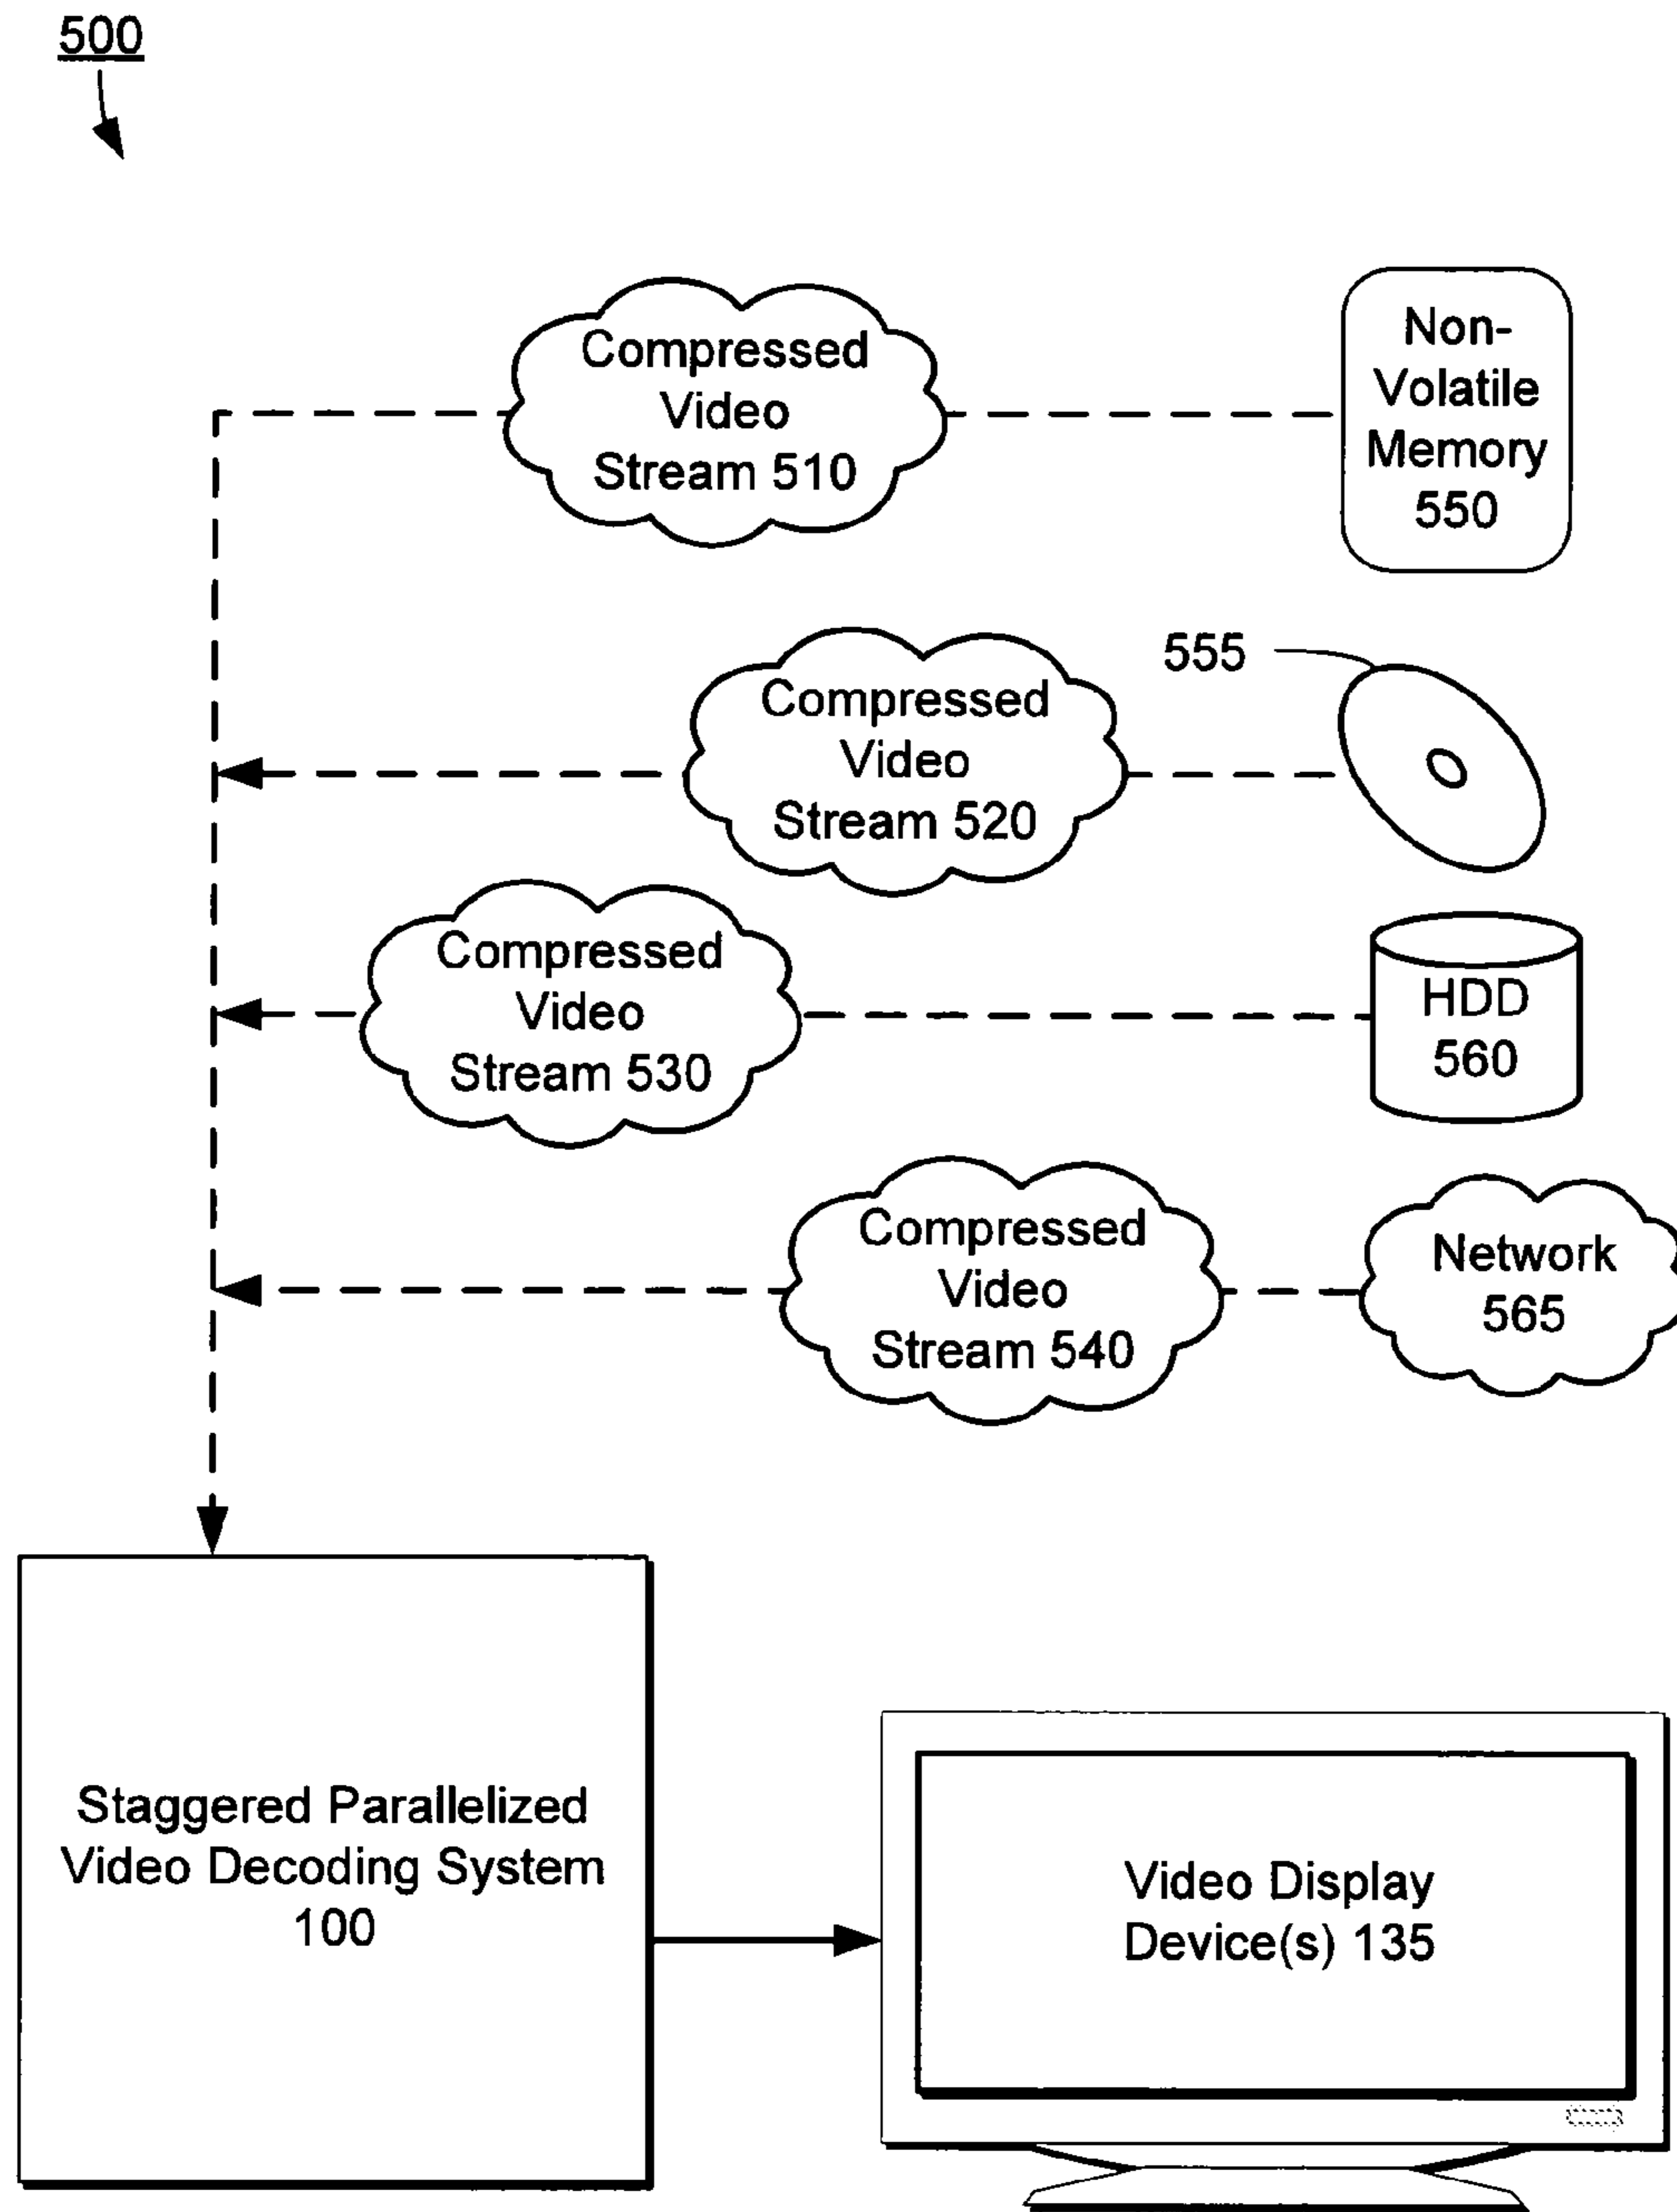 500
Compressed
Video
Stream 510
Non-
Volatile
Memory
550
555
Compressed
Video
Stream 520
Compressed
Video
Stream 530
HDD
560
Compressed
Video
Stream 540
Network
565
Staggered Parallelized
Video Decoding System
100
Video Display
Device(s) 135